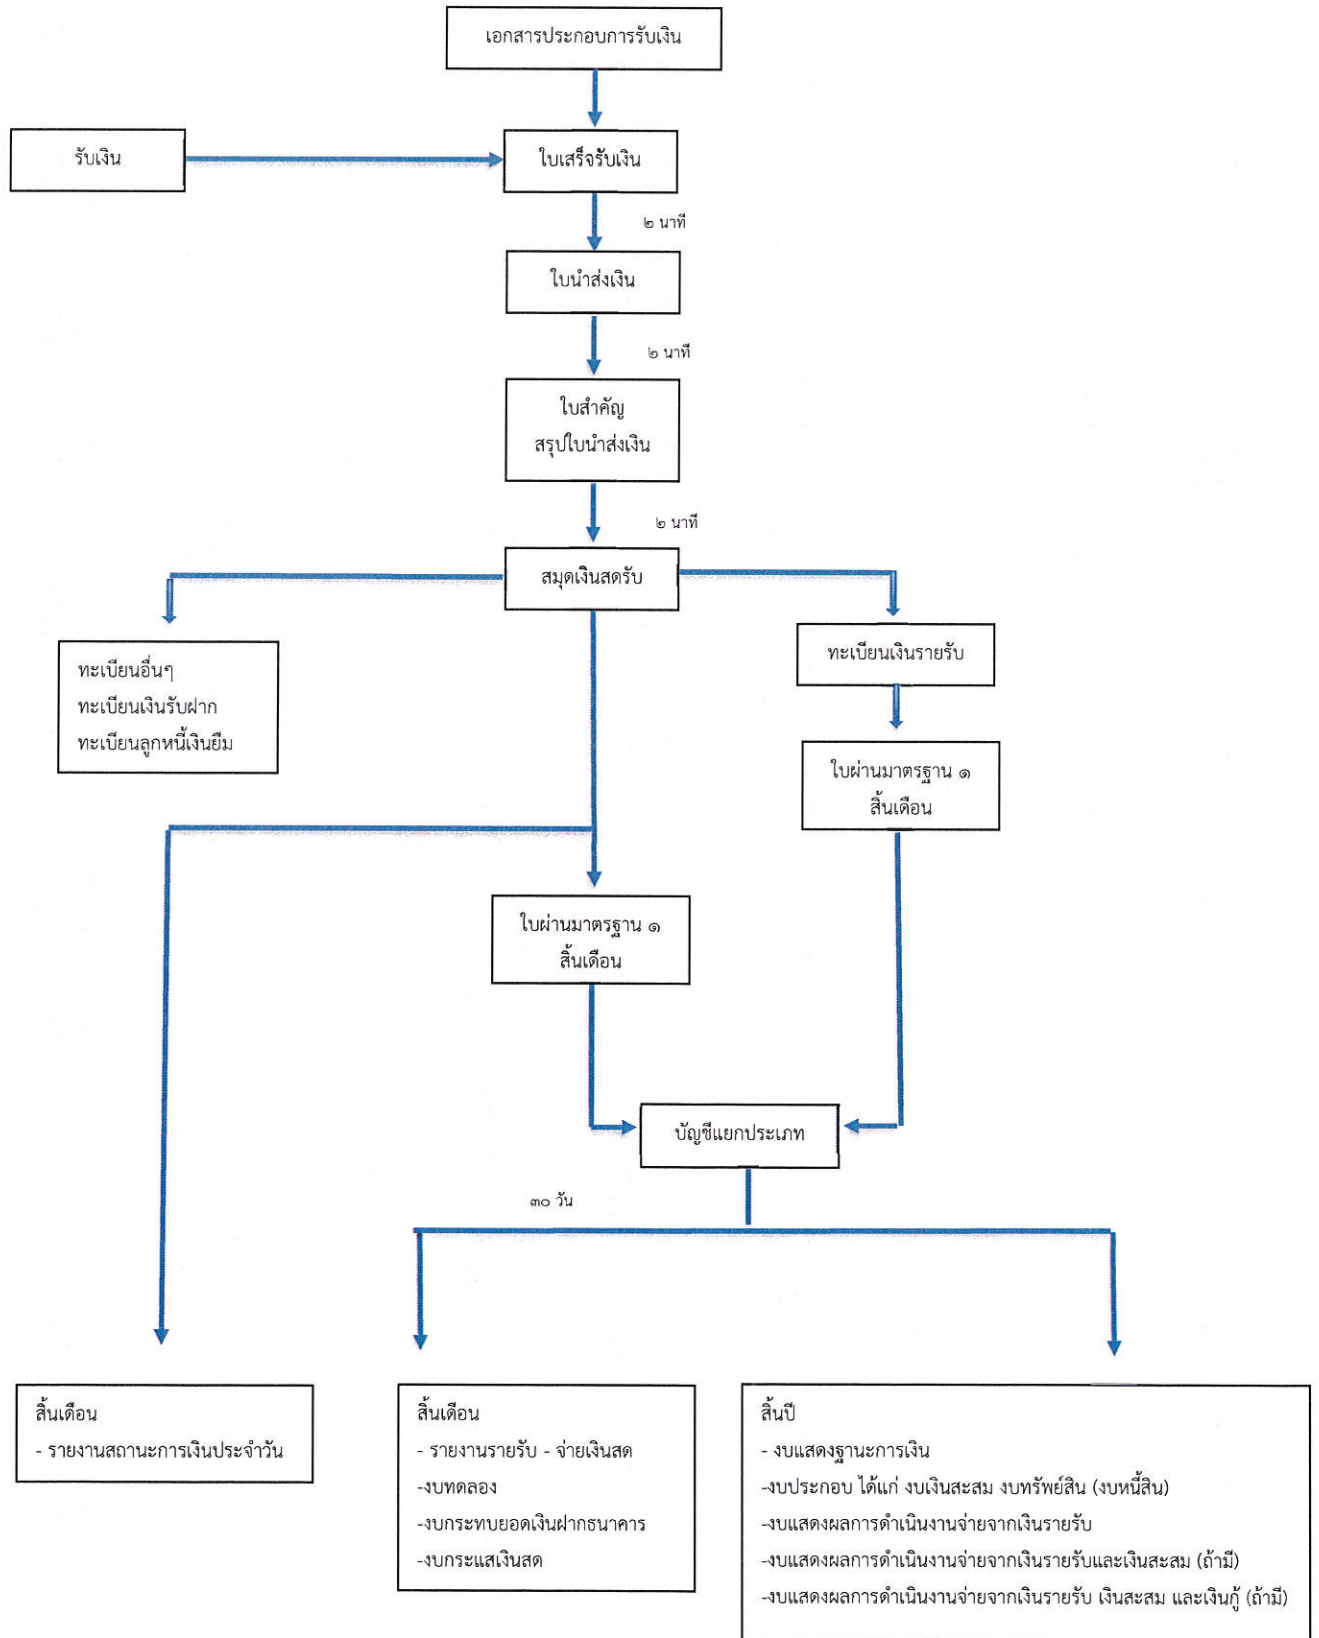 เอกสารประกอบการรับเงิน
รับเงิน
ใบเสร็จรับเงิน
๒ นาที
ใบนำส่งเงิน
๒ นาที
ใบสำคัญ
สรุปใบนำส่งเงิน
๒ นาที
สมุดเงินสดรับ
ทะเบียนอื่นๆ
ทะเบียนเงินรับฝาก
ทะเบียนลูกหนี้เงินยืม
ทะเบียนเงินรายรับ
ใบผ่านมาตรฐาน ๑
สิ้นเดือน
ใบผ่านมาตรฐาน ๑
สิ้นเดือน
บัญชีแยกประเภท
๓๐ วัน
สิ้นเดือน
- รายงานสถานะการเงินประจำวัน
สิ้นเดือน
- รายงานรายรับ - จ่ายเงินสด
-งบทดลอง
-งบกระทบยอดเงินฝากธนาคาร
-งบกระแสเงินสด
สิ้นปี
- งบแสดงฐานะการเงิน
-งบประกอบ ได้แก่ งบเงินสะสม งบทรัพย์สิน (งบหนี้สิน)
-งบแสดงผลการดำเนินงานจ่ายจากเงินรายรับ
-งบแสดงผลการดำเนินงานจ่ายจากเงินรายรับและเงินสะสม (ถ้ามี)
-งบแสดงผลการดำเนินงานจ่ายจากเงินรายรับ เงินสะสม และเงินกู้ (ถ้ามี)